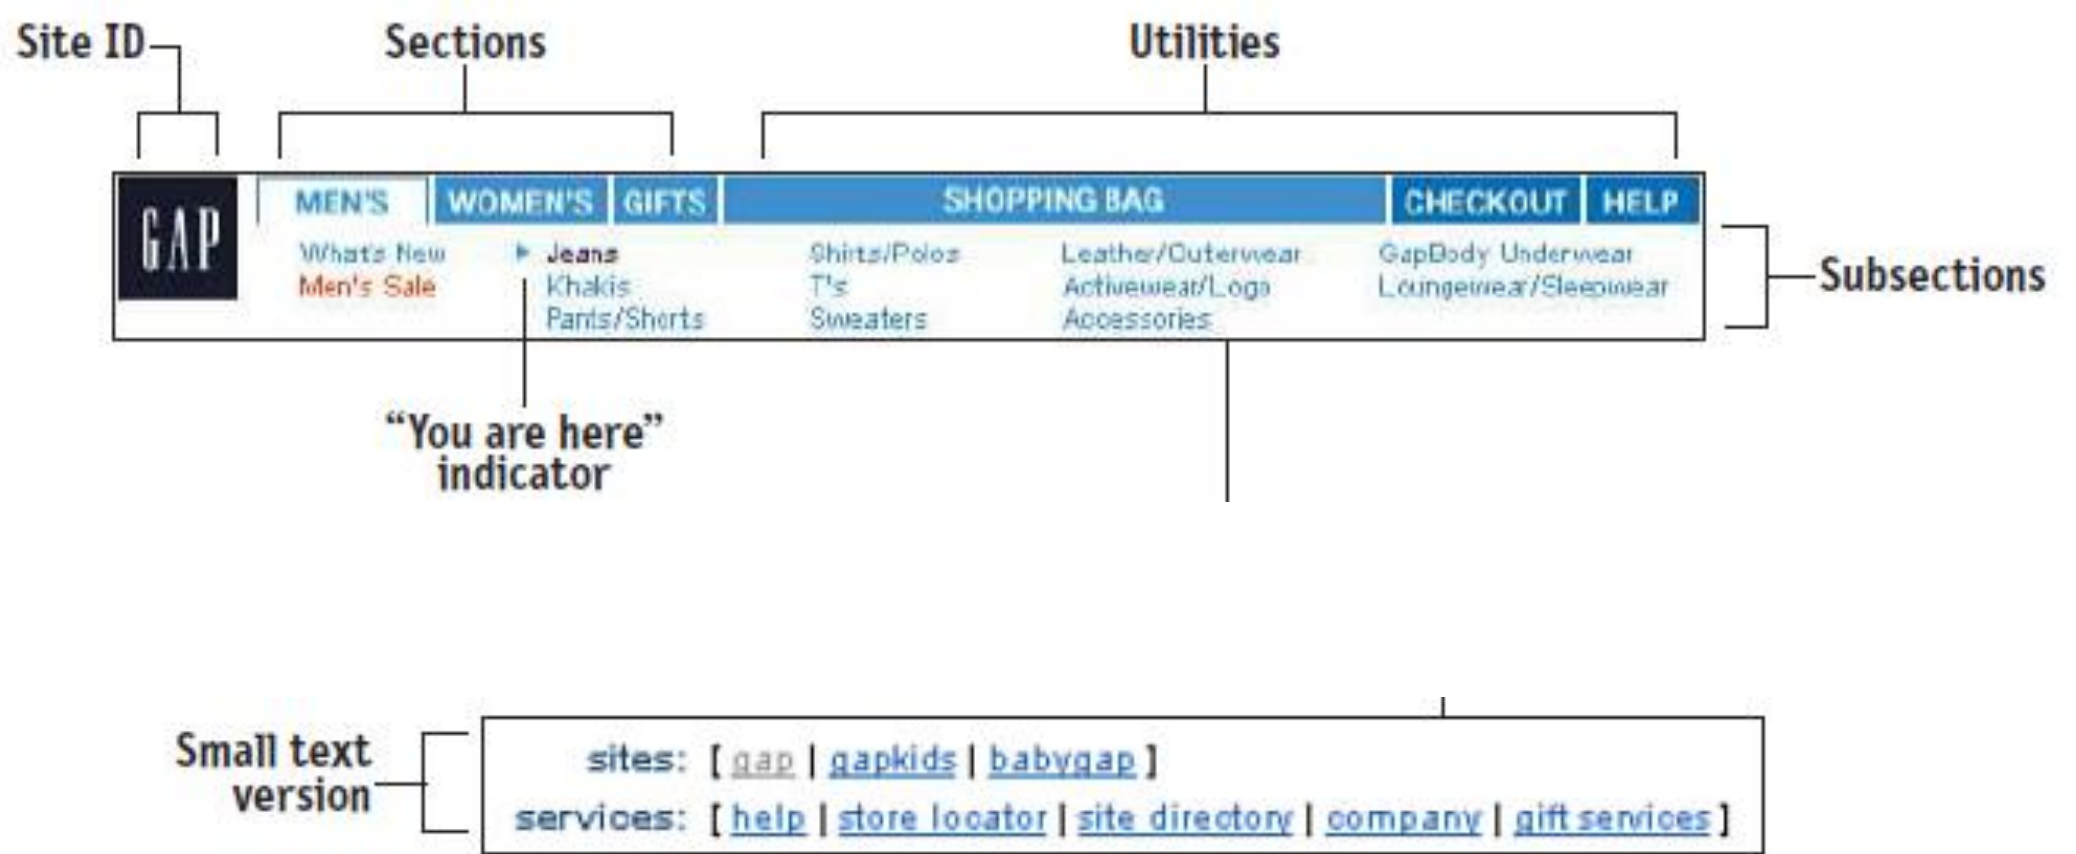 Site ID Sections Utilities
GAP MEN'S WOMEN'S GIFTS SHOPPING BAG CHECKOUT HELP
What's New Jeans Shirts/Polos Leather/Outerwear GapBody Underwear
Men's Sale Khakis T's Activewear/Logo Loungewear/Sleepwear
Pants/Shorts Sweaters Accessories
Subsections
“You are here”
indicator
Small text
version
sites: [ gap | gapkids | babygap ]
services: [ help | store locator | site directory | company | gift services ]